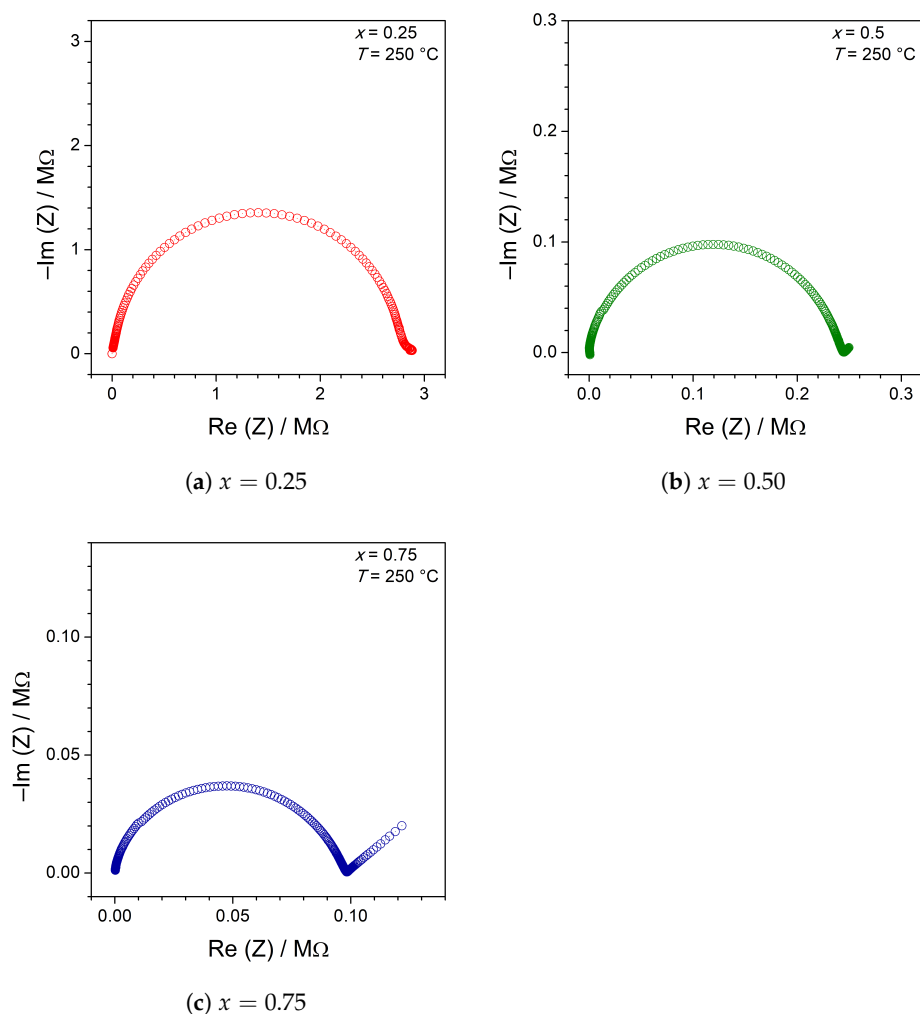 x = 0.25
T = 250 °C
3
2
1
0
−Im (Z) / MΩ
0
1
2
3
Re (Z) / MΩ
(a) x = 0.25
x = 0.5
T = 250 °C
0.3
0.2
0.1
0.0
−Im (Z) / MΩ
0.0
0.1
0.2
0.3
Re (Z) / MΩ
(b) x = 0.50
x = 0.75
T = 250 °C
0.10
0.05
0.00
−Im (Z) / MΩ
0.00
0.05
0.10
Re (Z) / MΩ
(c) x = 0.75